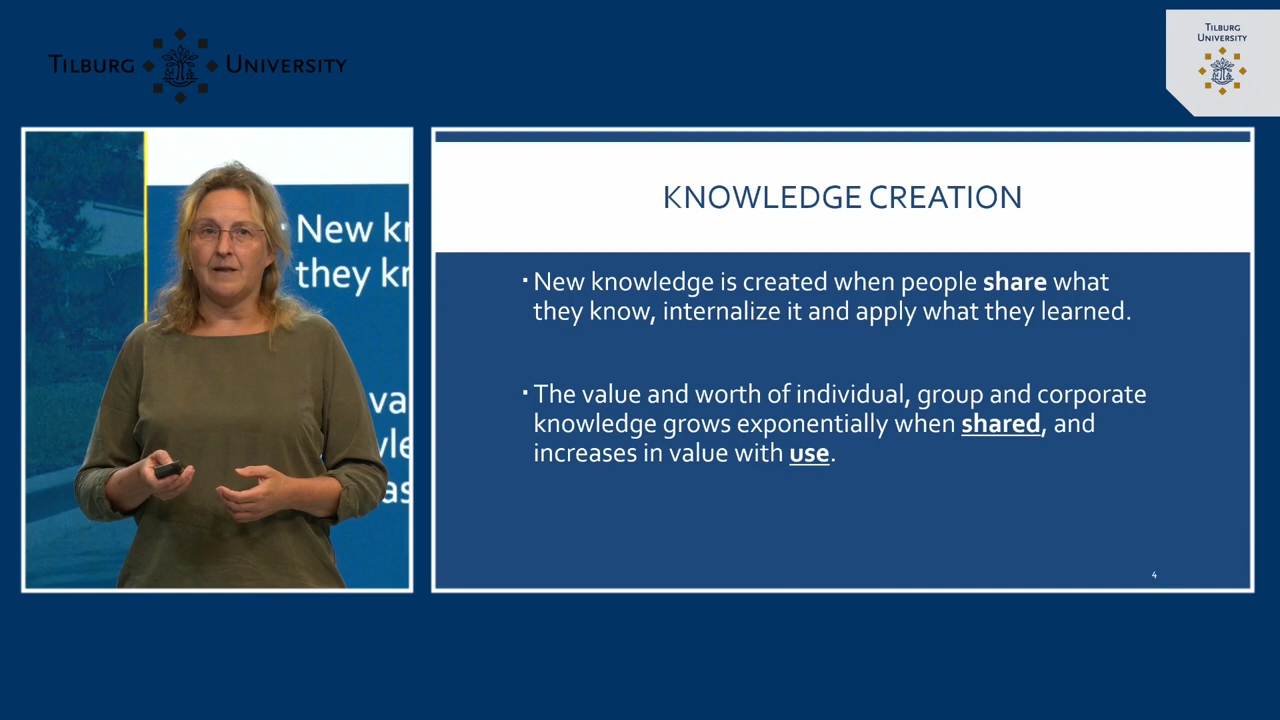 TILBURG UNIVERSITY
TILBURG
UNIVERSITY
New kn
they kn
va
wle
as
KNOWLEDGE CREATION
▪ New knowledge is created when people share what
they know, internalize it and apply what they learned.
▪ The value and worth of individual, group and corporate
knowledge grows exponentially when shared, and
increases in value with use.
4